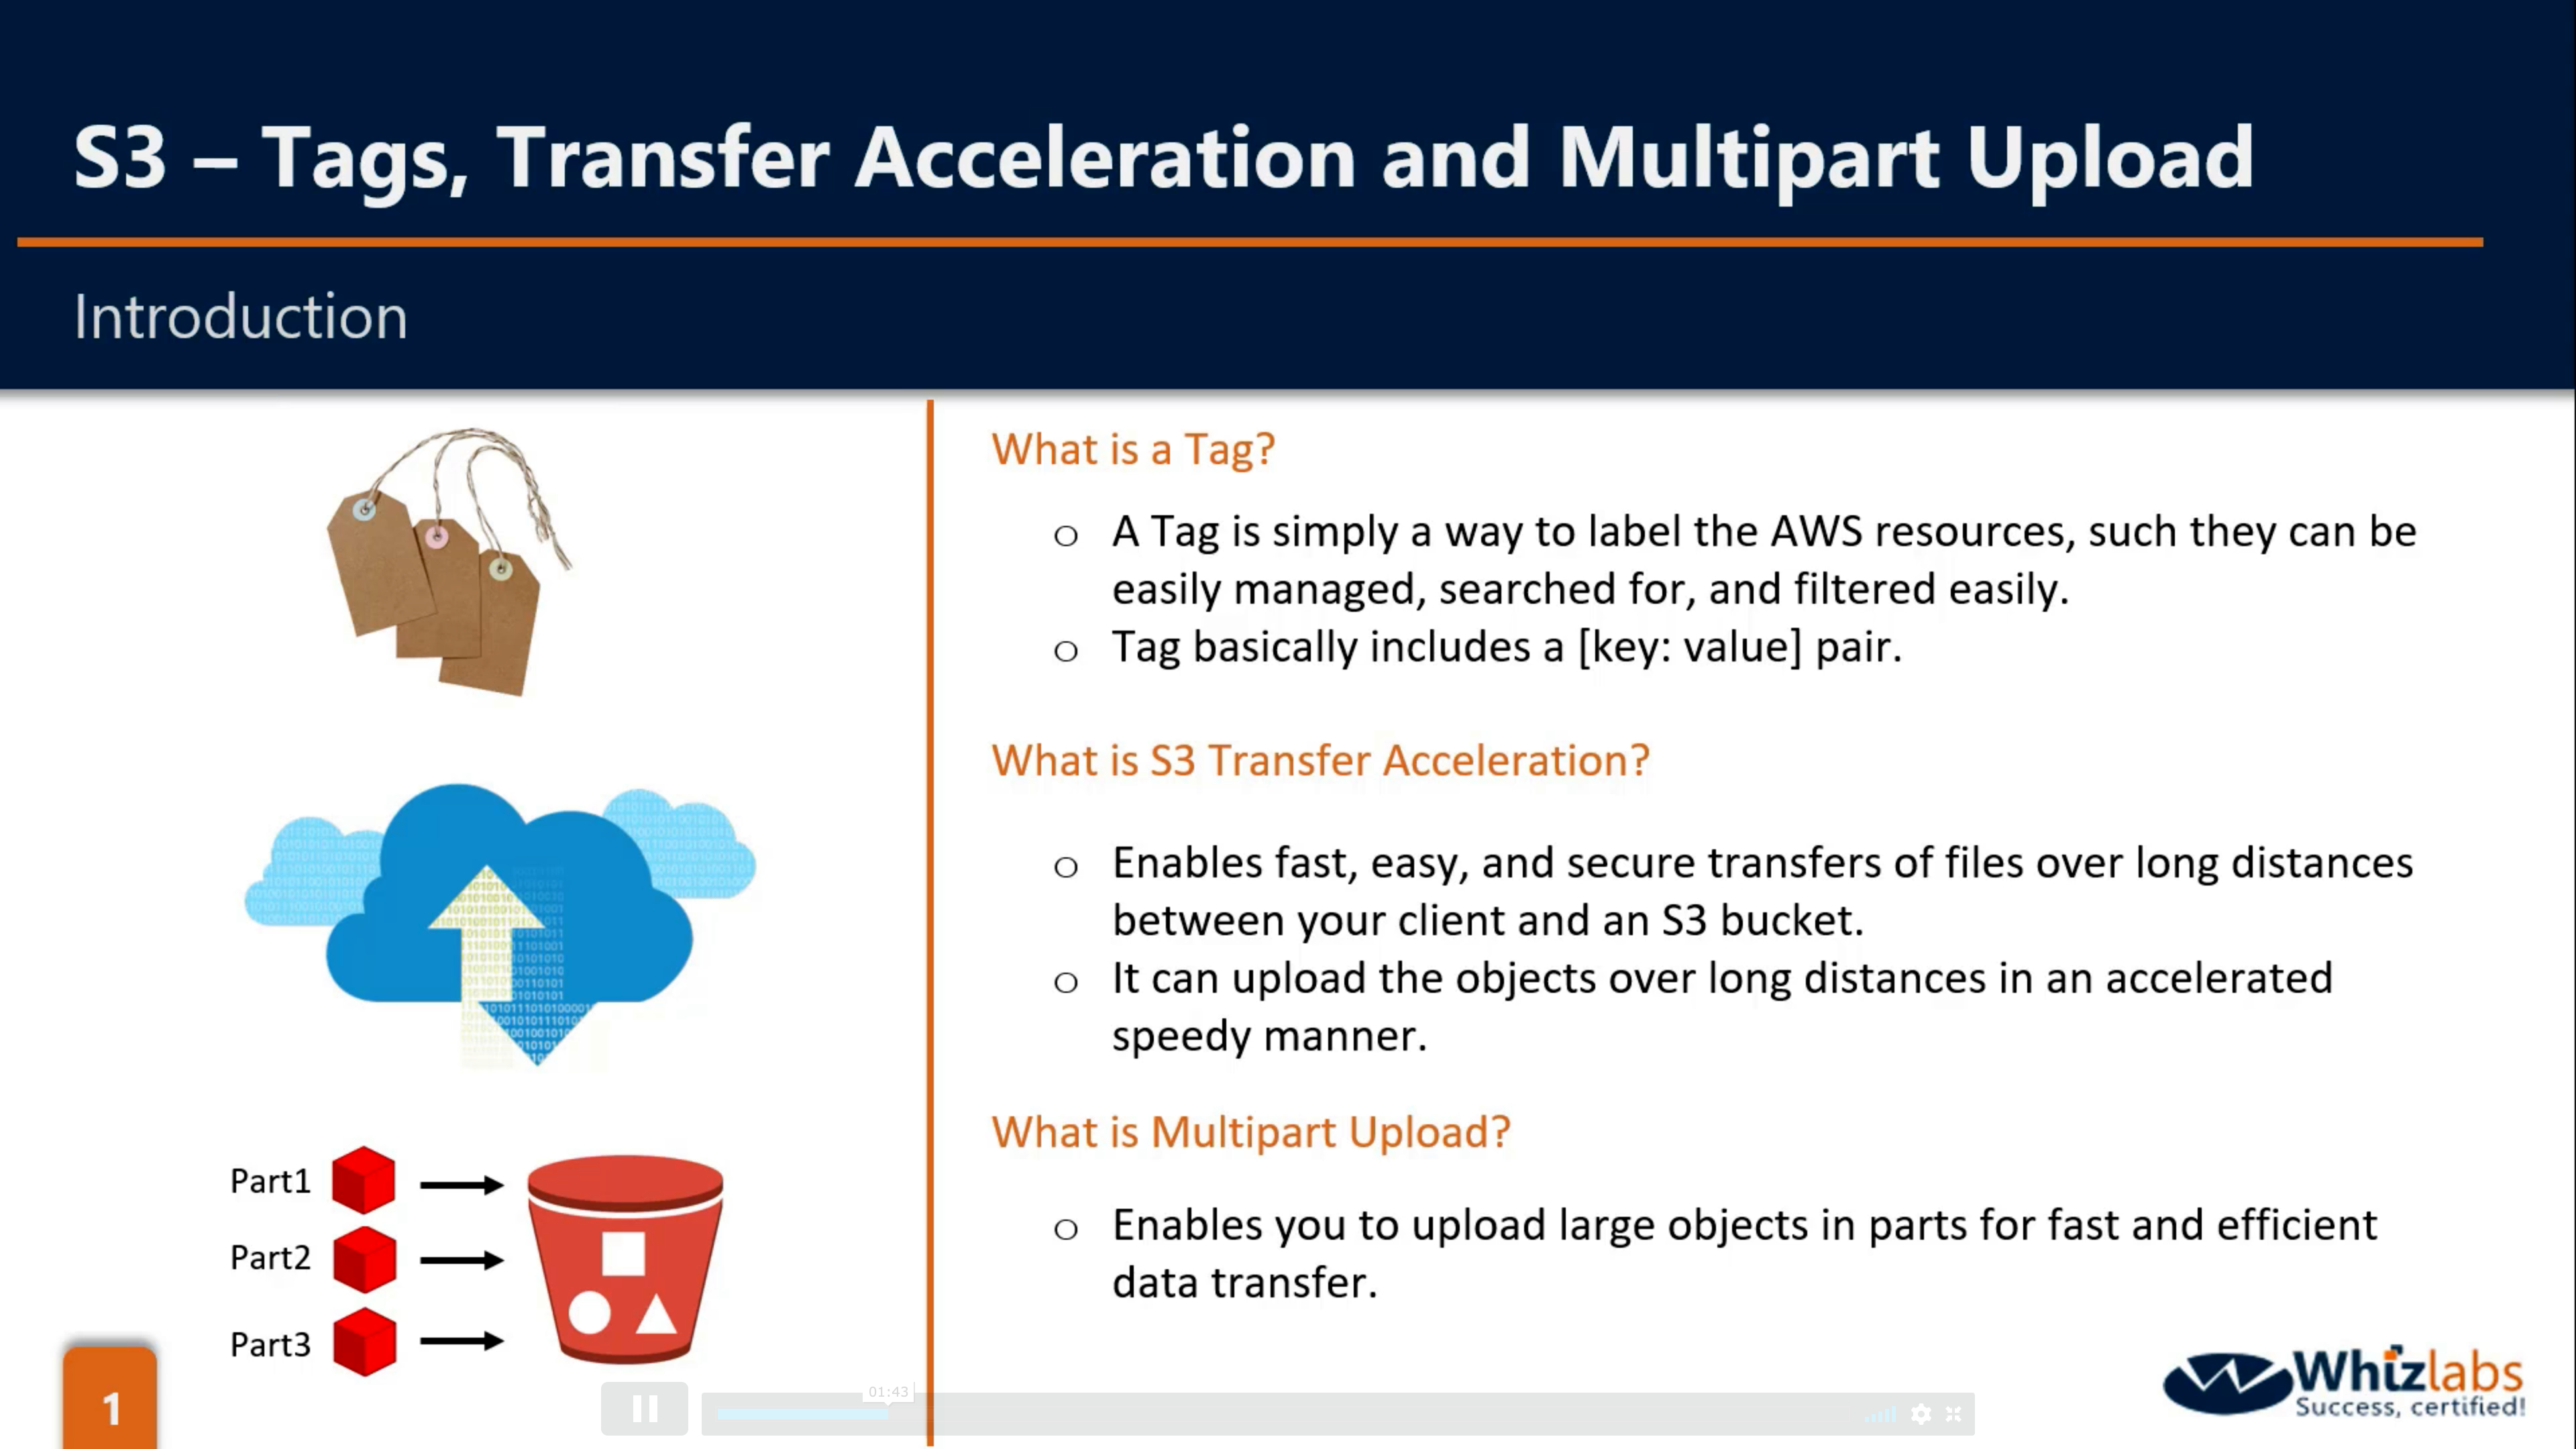 S3 – Tags, Transfer Acceleration and Multipart Upload
Introduction
What is a Tag?
o A Tag is simply a way to label the AWS resources, such they can be
easily managed, searched for, and filtered easily.
o Tag basically includes a [key: value] pair.
What is S3 Transfer Acceleration?
o Enables fast, easy, and secure transfers of files over long distances
between your client and an S3 bucket.
o It can upload the objects over long distances in an accelerated
speedy manner.
What is Multipart Upload?
o Enables you to upload large objects in parts for fast and efficient
data transfer.
Part1
Part2
Part3
1
01:43
Whizlabs
Success, certified!